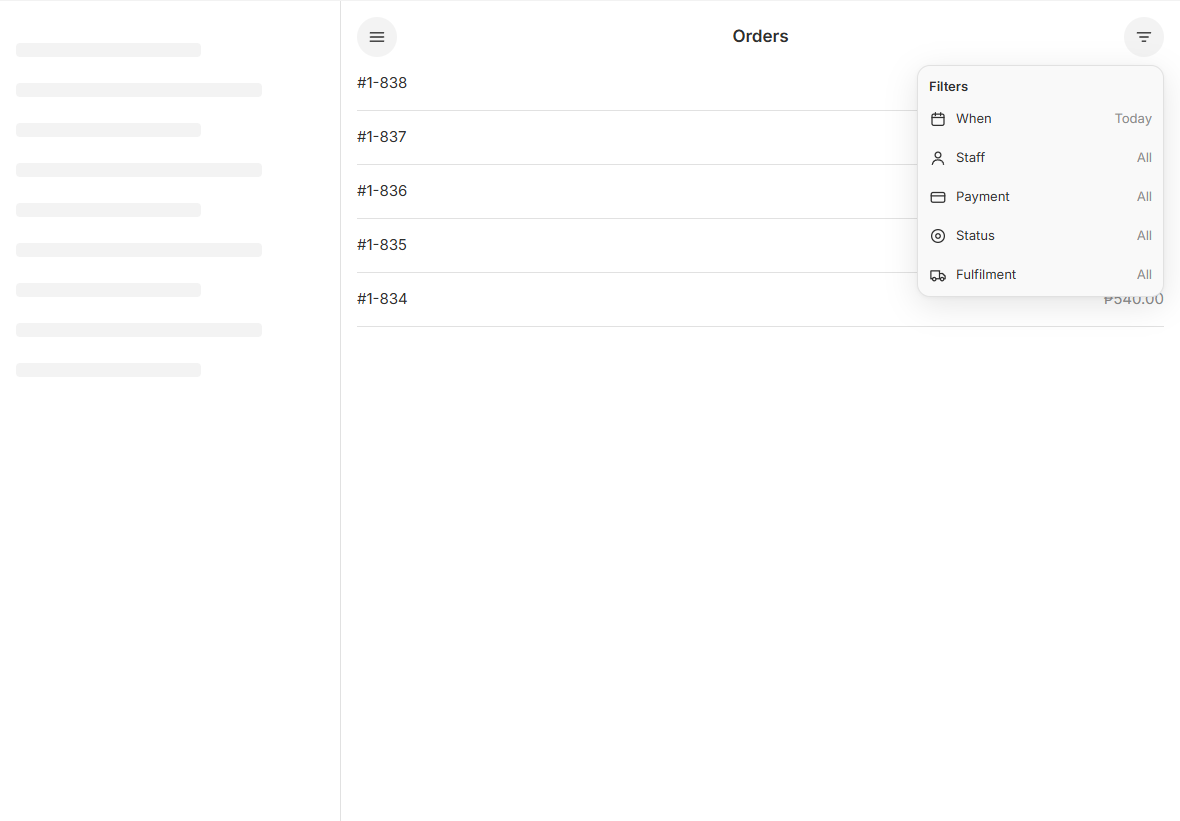 Orders
#1-838
Filters
#1-837
When Today
Staff All
#1-836
Payment All
#1-835
Status All
Fulfilment All
#1-834 ₱540.00